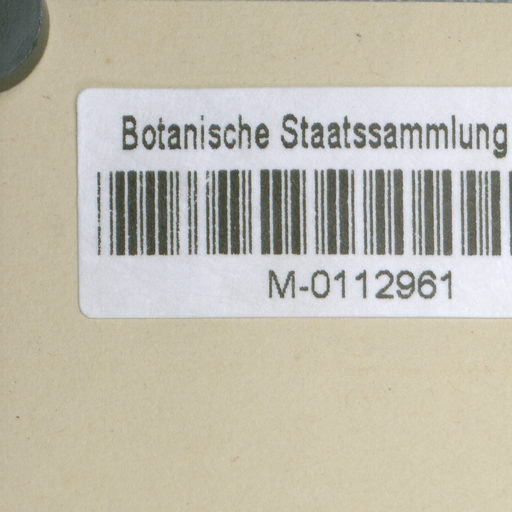 Botanische Staatssammlung
M-0112961